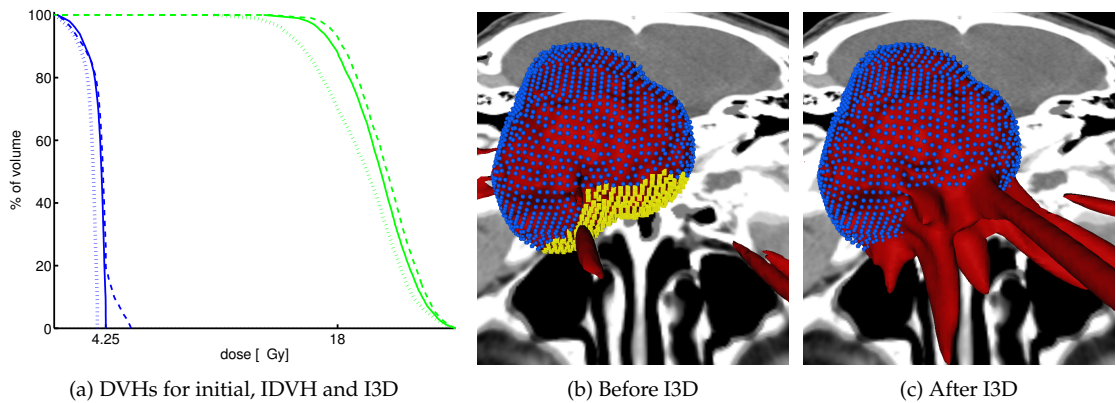 100
80
60
40
20
0
% of volume
4.25
18
dose [ Gy]
(a) DVHs for initial, IDVH and I3D
(b) Before I3D
(c) After I3D